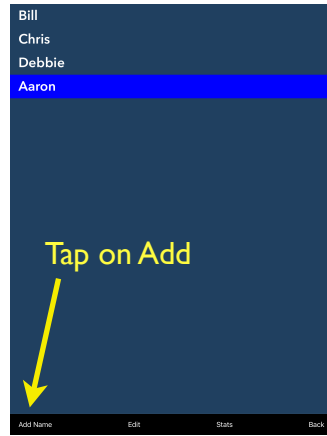 Bill
Chris
Debbie
Aaron
Tap on Add
Add Name Edit Stats Back